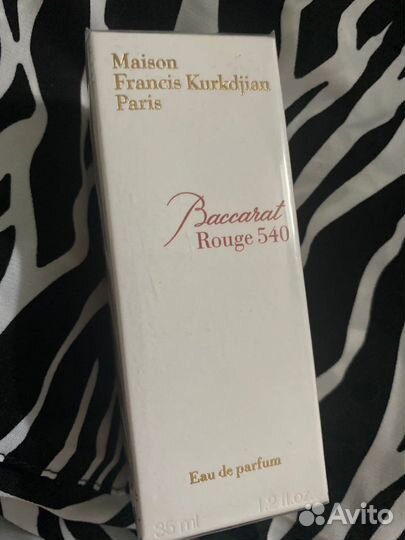 Maison
Francis Kurkdjian
Paris
Baccarat
Rouge 540
Eau de parfum
35 ml 1.2 fl.oz.
Avito